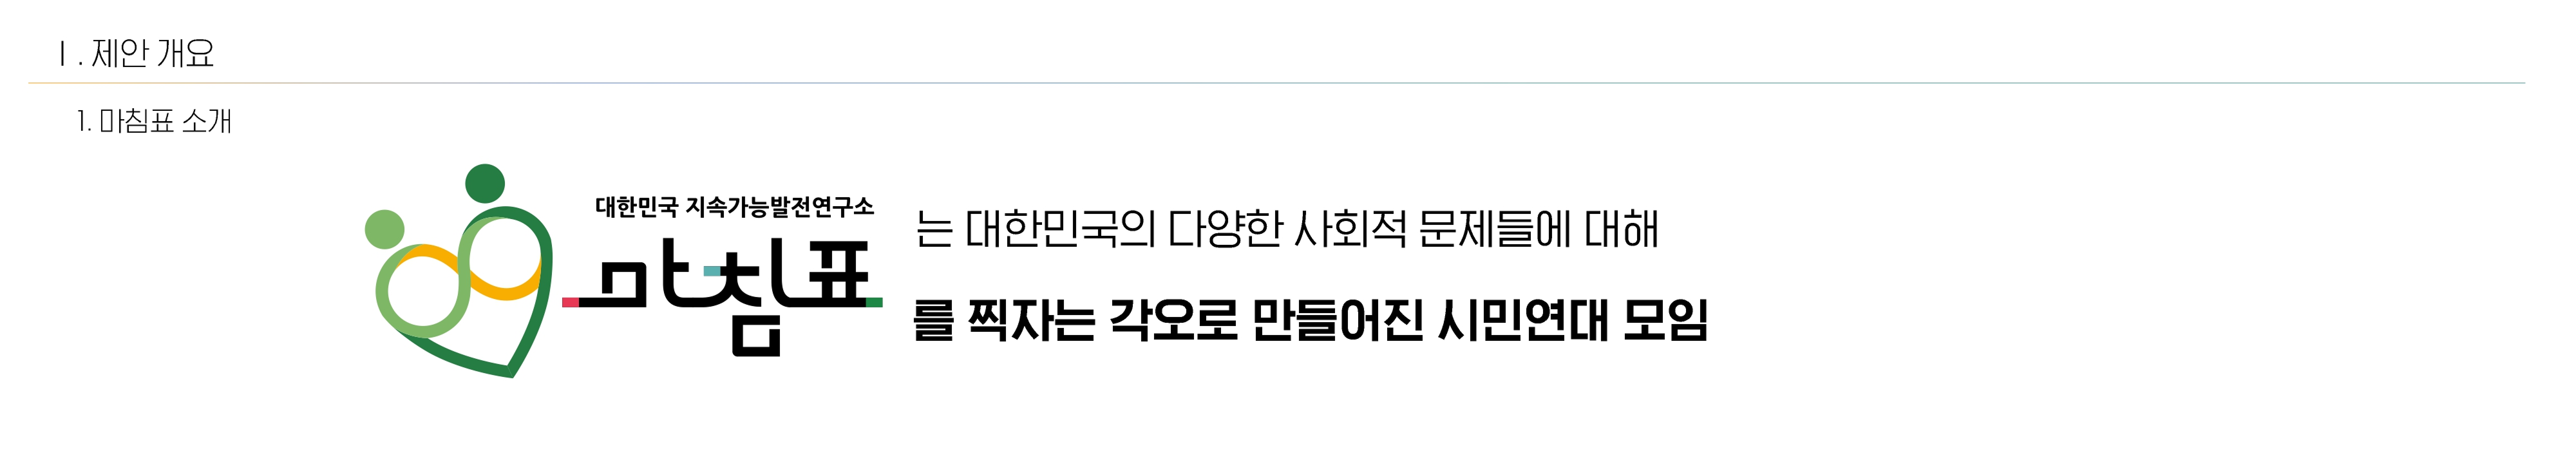 Ⅰ. 제안 개요
1. 마침표 소개
대한민국 지속가능발전연구소
마침표
는 대한민국의 다양한 사회적 문제들에 대해
를 찍자는 각오로 만들어진 시민연대 모임